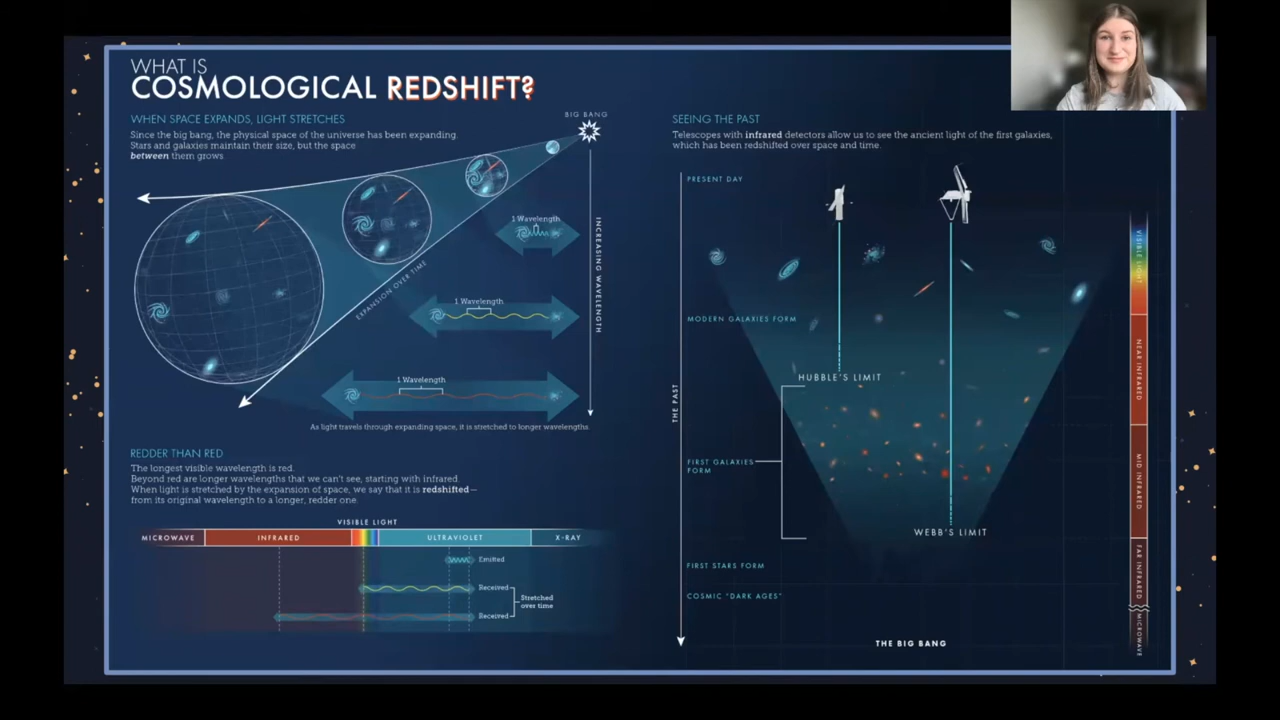 WHAT IS
COSMOLOGICAL REDSHIFT?
WHEN SPACE EXPANDS, LIGHT STRETCHES
Since the big bang, the physical space of the universe has been expanding.
Stars and galaxies maintain their size, but the space
between them grows.
BIG BANG
1 Wavelength
1 Wavelength
1 Wavelength
EXPANSION OVER TIME
INCREASING WAVELENGTH
As light travels through expanding space, it is stretched to longer wavelengths.
REDDER THAN RED
The longest visible wavelength is red.
Beyond red are longer wavelengths that we can't see, starting with infrared.
When light is stretched by the expansion of space, we say that it is redshifted—
from its original wavelength to a longer, redder one.
VISIBLE LIGHT
MICROWAVE
INFRARED
ULTRAVIOLET
X-RAY
Emitted
Received
Received
Stretched
over time
SEEING THE PAST
Telescopes with infrared detectors allow us to see the ancient light of the first galaxies,
which has been redshifted over space and time.
PRESENT DAY
MODERN GALAXIES FORM
HUBBLE'S LIMIT
THE PAST
FIRST GALAXIES
FORM
WEBB'S LIMIT
FIRST STARS FORM
COSMIC "DARK AGES"
THE BIG BANG
VISIBLE LIGHT
NEAR INFRARED
MID INFRARED
FAR INFRARED
MICROWAVE